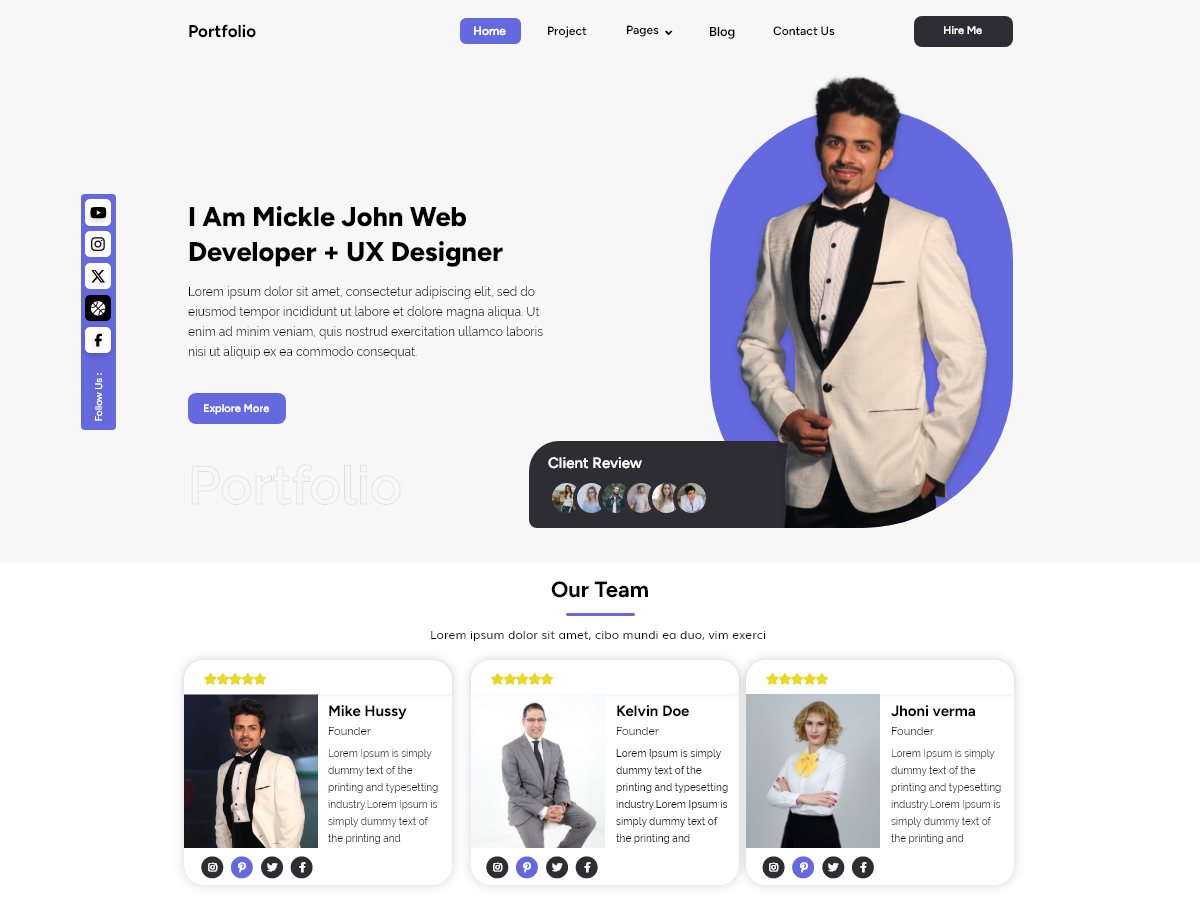 Portfolio
Home
Project
Pages
Blog
Contact Us
Hire Me
I Am Mickle John Web
Developer + UX Designer
Lorem ipsum dolor sit amet, consectetur adipiscing elit, sed do
eiusmod tempor incididunt ut labore et dolore magna aliqua. Ut
enim ad minim veniam, quis nostrud exercitation ullamco laboris
nisi ut aliquip ex ea commodo consequat.
Follow Us :
Explore More
Portfolio
Client Review
Our Team
Lorem ipsum dolor sit amet, cibo mundi ea duo, vim exerci
Mike Hussy
Founder
Lorem Ipsum is simply
dummy text of the
printing and typesetting
industry.Lorem Ipsum is
simply dummy text of
the printing and
Kelvin Doe
Founder
Lorem Ipsum is simply
dummy text of the
printing and typesetting
industry.Lorem Ipsum is
simply dummy text of
the printing and
Jhoni verma
Founder
Lorem Ipsum is simply
dummy text of the
printing and typesetting
industry.Lorem Ipsum is
simply dummy text of
the printing and